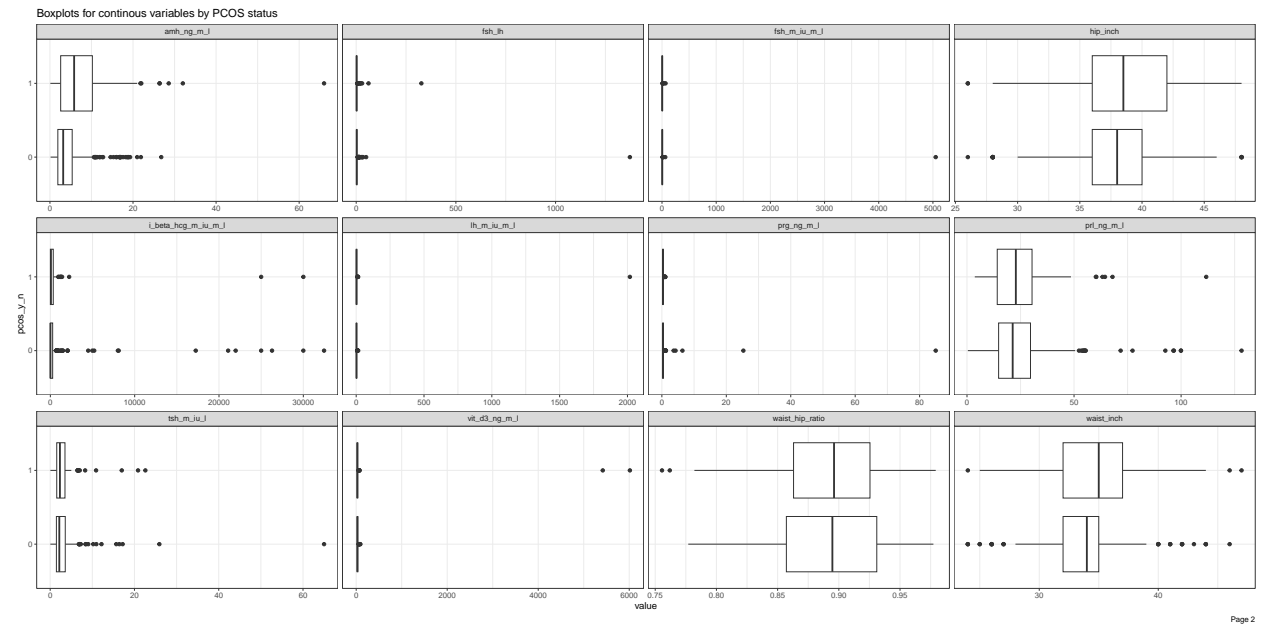 Boxplots for continous variables by PCOS status
amh_ng_m_l fsh_lh fsh_m_iu_m_l hip_inch
1
0
0 20 40 60 0 500 1000 0 1000 2000 3000 4000 5000 25 30 35 40 45
i_beta_hcg_m_iu_m_l lh_m_iu_m_l prg_ng_m_l prl_ng_m_l
1
0
0 10000 20000 30000 0 500 1000 1500 2000 0 20 40 60 80 0 50 100
tsh_m_iu_l vit_d3_ng_m_l waist_hip_ratio waist_inch
1
0
0 20 40 60 0 2000 4000 6000 0.75 0.80 0.85 0.90 0.95 30 40
pcos_y_n
value
Page 2